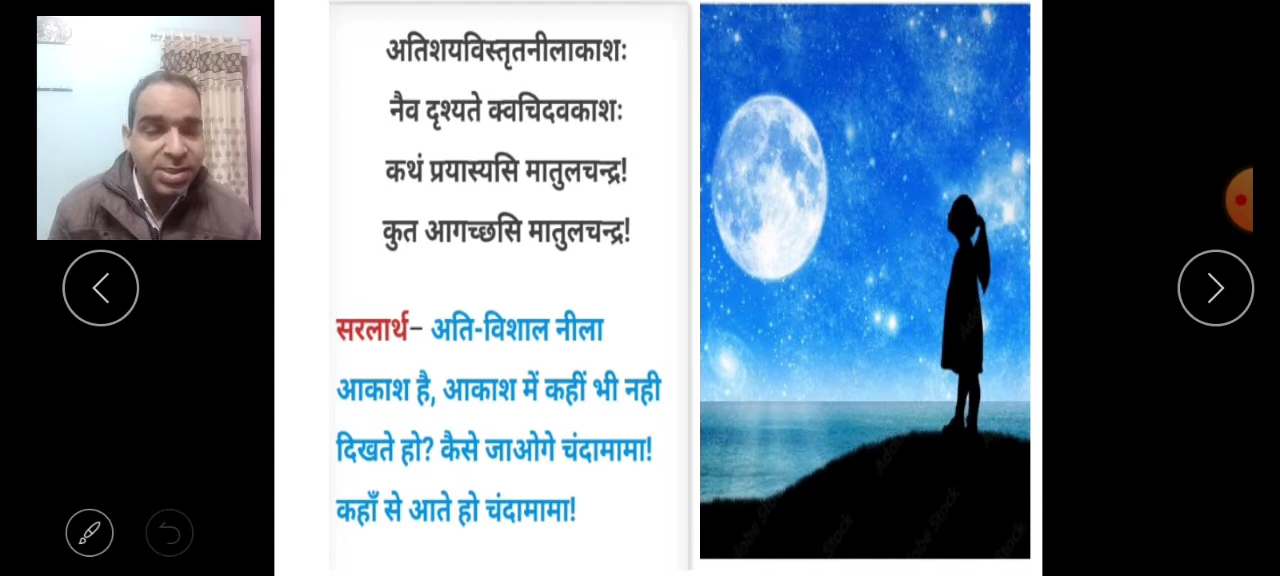 अतिशयविस्तृतनीलाकाशः
नैव दृश्यते क्वचिदवकाशः
कथं प्रयास्यसि मातुलचन्द्र!
कुत आगच्छसि मातुलचन्द्र!
सरलार्थ– अति-विशाल नीला
आकाश है, आकाश में कहीं भी नही
दिखते हो? कैसे जाओगे चंदामामा!
कहाँ से आते हो चंदामामा!